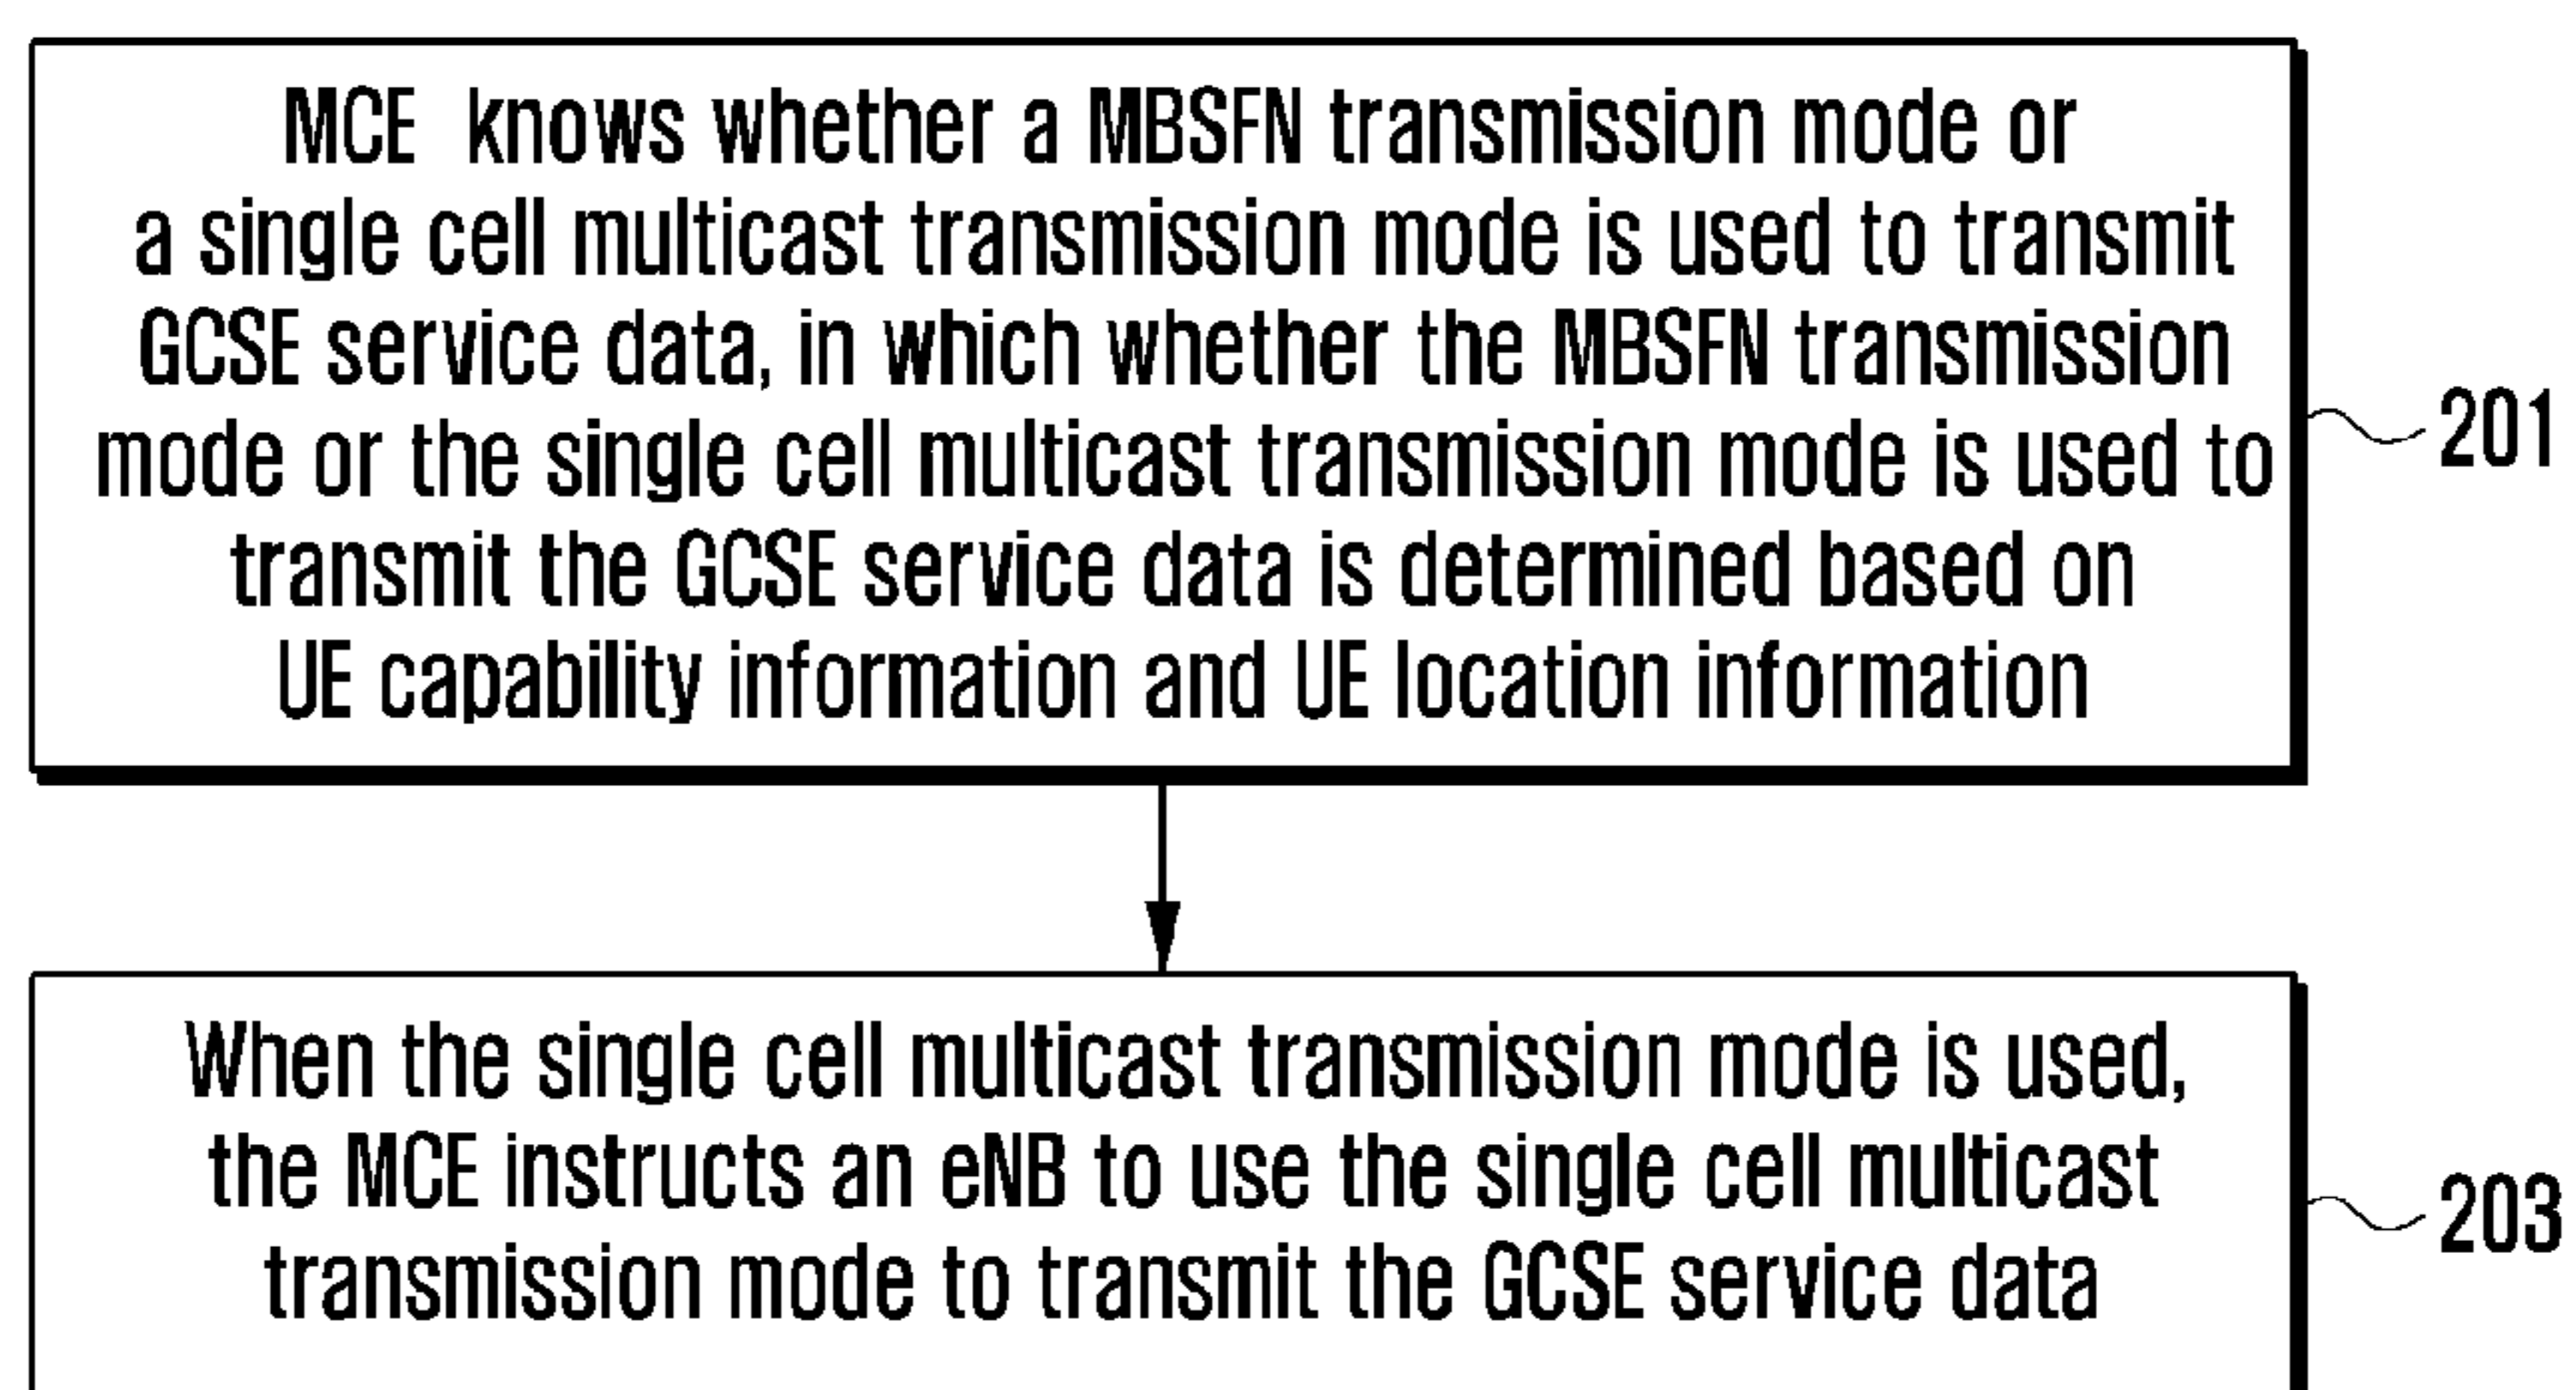 MCE knows whether a MBSFN transmission mode or
a single cell multicast transmission mode is used to transmit
GCSE service data, in which whether the MBSFN transmission
mode or the single cell multicast transmission mode is used to
transmit the GCSE service data is determined based on
UE capability information and UE location information
201
When the single cell multicast transmission mode is used,
the MCE instructs an eNB to use the single cell multicast
transmission mode to transmit the GCSE service data
203